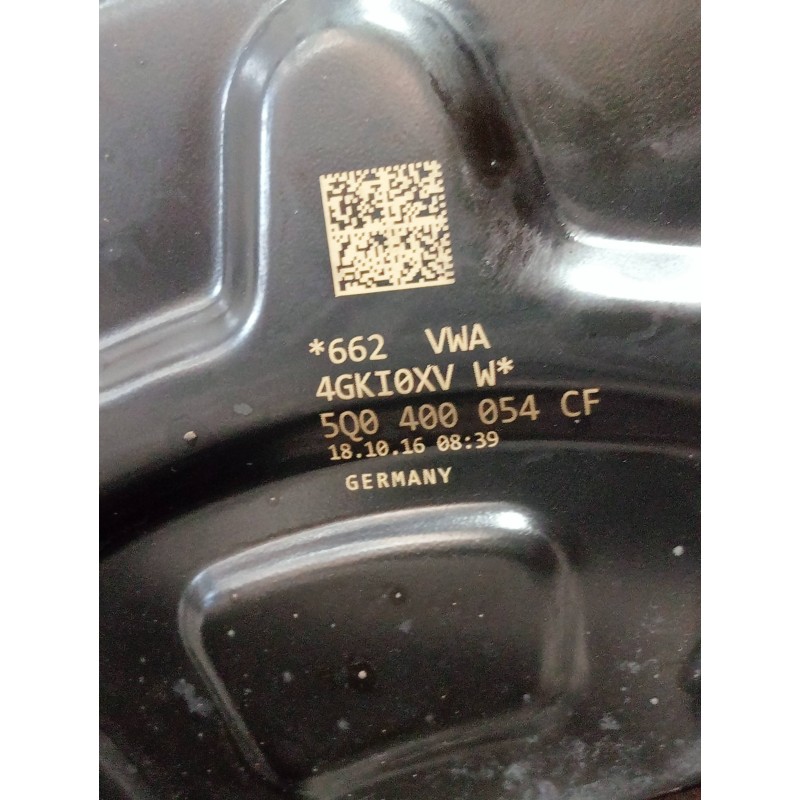 *662 VWA
4GKI0XV W*
5Q0 400 054 CF
18.10.16 08:39
GERMANY